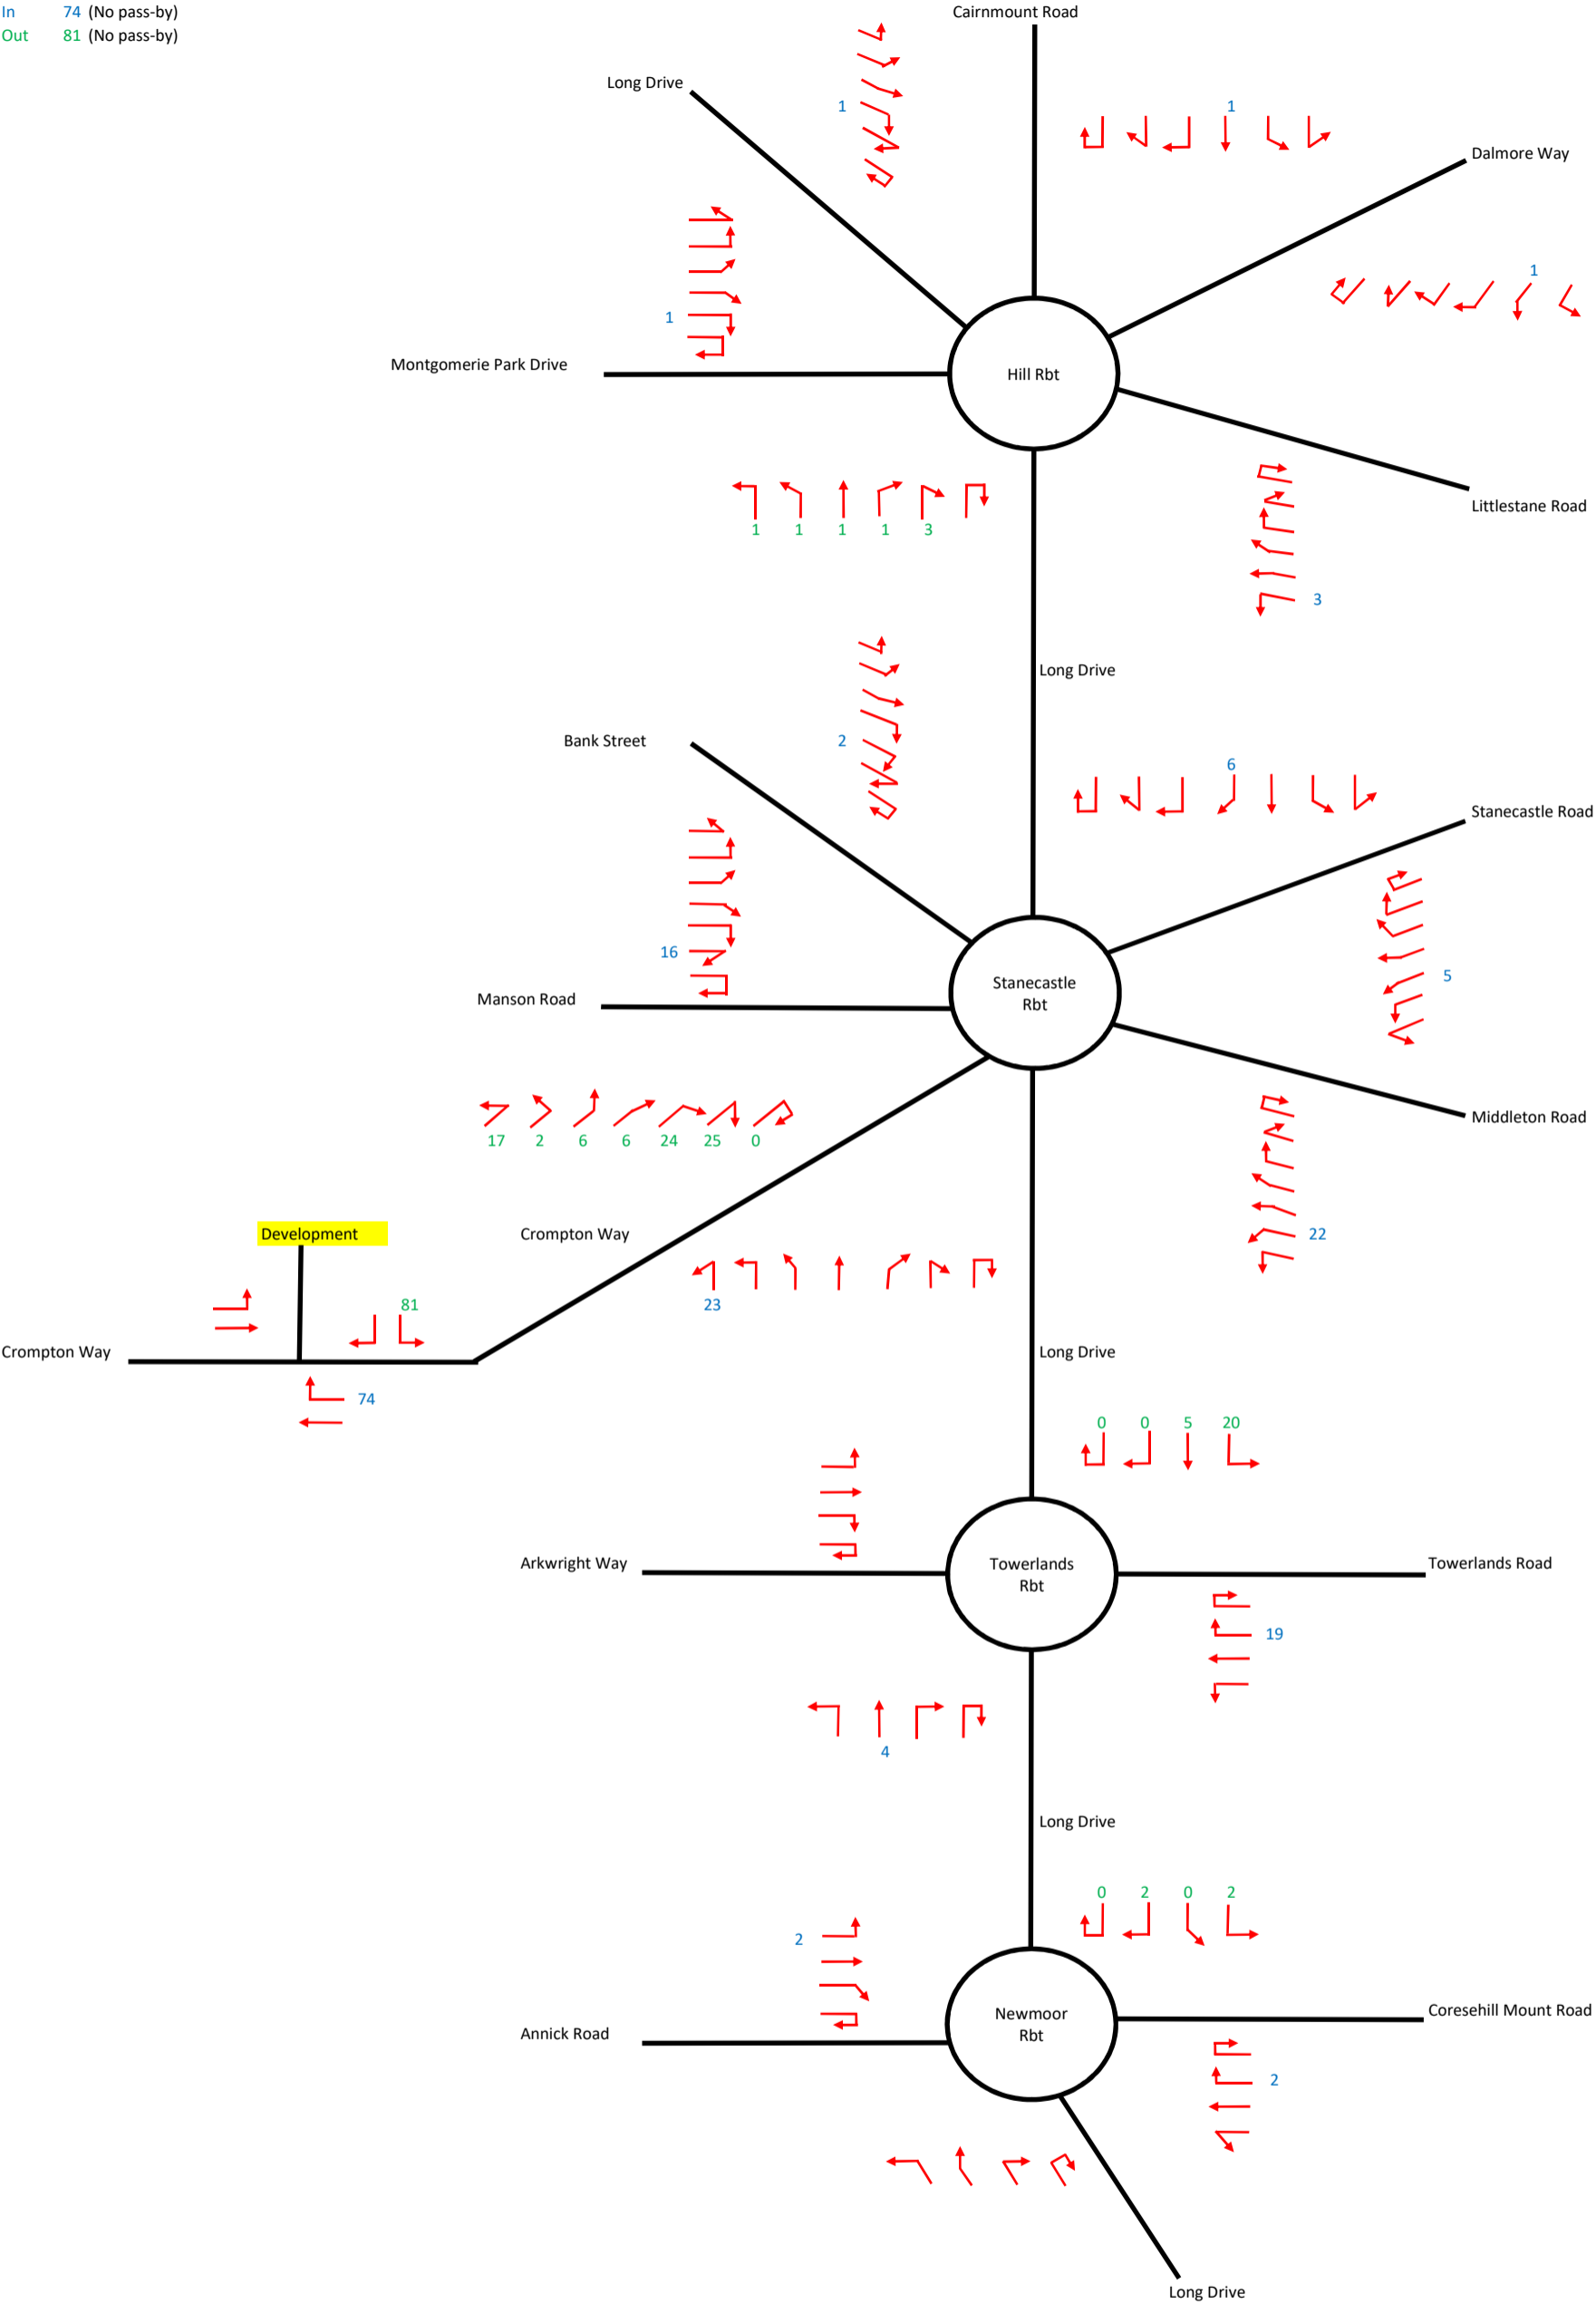 In 74 (No pass-by)
Out 81 (No pass-by)
Cairnmount Road
Long Drive
1
1
Dalmore Way
1
1
Montgomerie Park Drive
Hill Rbt
Littlestane Road
1 1 1 1 3
3
Long Drive
Bank Street
2
6
Stanecastle Road
16
5
Manson Road
Stanecastle
Rbt
Middleton Road
17 2 6 6 24 25 0
Development
Crompton Way
22
81
23
Crompton Way
Long Drive
74
0 0 5 20
Arkwright Way
Towerlands
Rbt
Towerlands Road
19
4
Long Drive
0 2 0 2
2
Newmoor
Rbt
Coresehill Mount Road
Annick Road
2
Long Drive